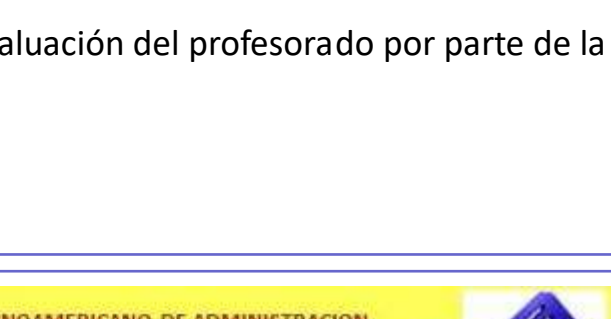 aluación del profesorado por parte de la
NOAMERICANO DE ADMINISTRACION